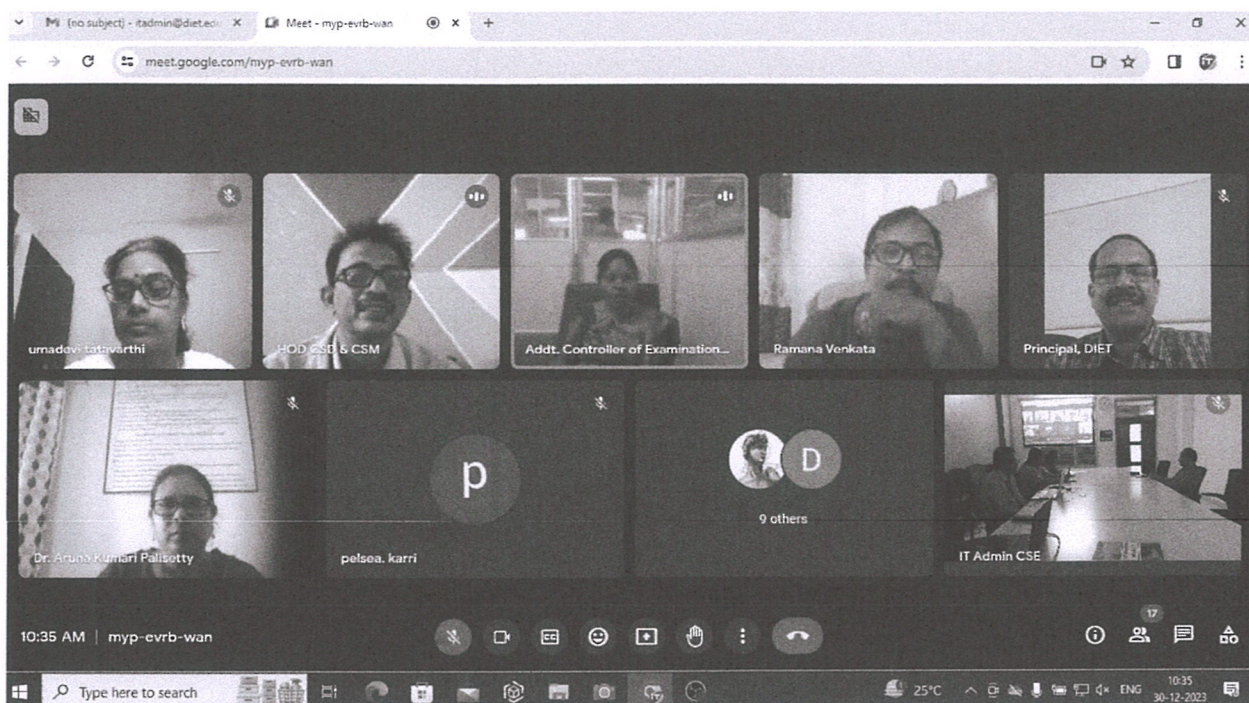 (no subject) - itadmin@diet.ed
Meet - myp-evrb-wan
meet.google.com/myp-evrb-wan
umadevi tatavarthi
HOD CSD & CSM
Addt. Controller of Examination...
Ramana Venkata
Principal, DIET
Dr. Aruna Kumari Palisetty
p
pelsea. karri
D
9 others
IT Admin CSE
10:35 AM | myp-evrb-wan
CC
17
Type here to search
25°C
ENG
10:35
30-12-2023